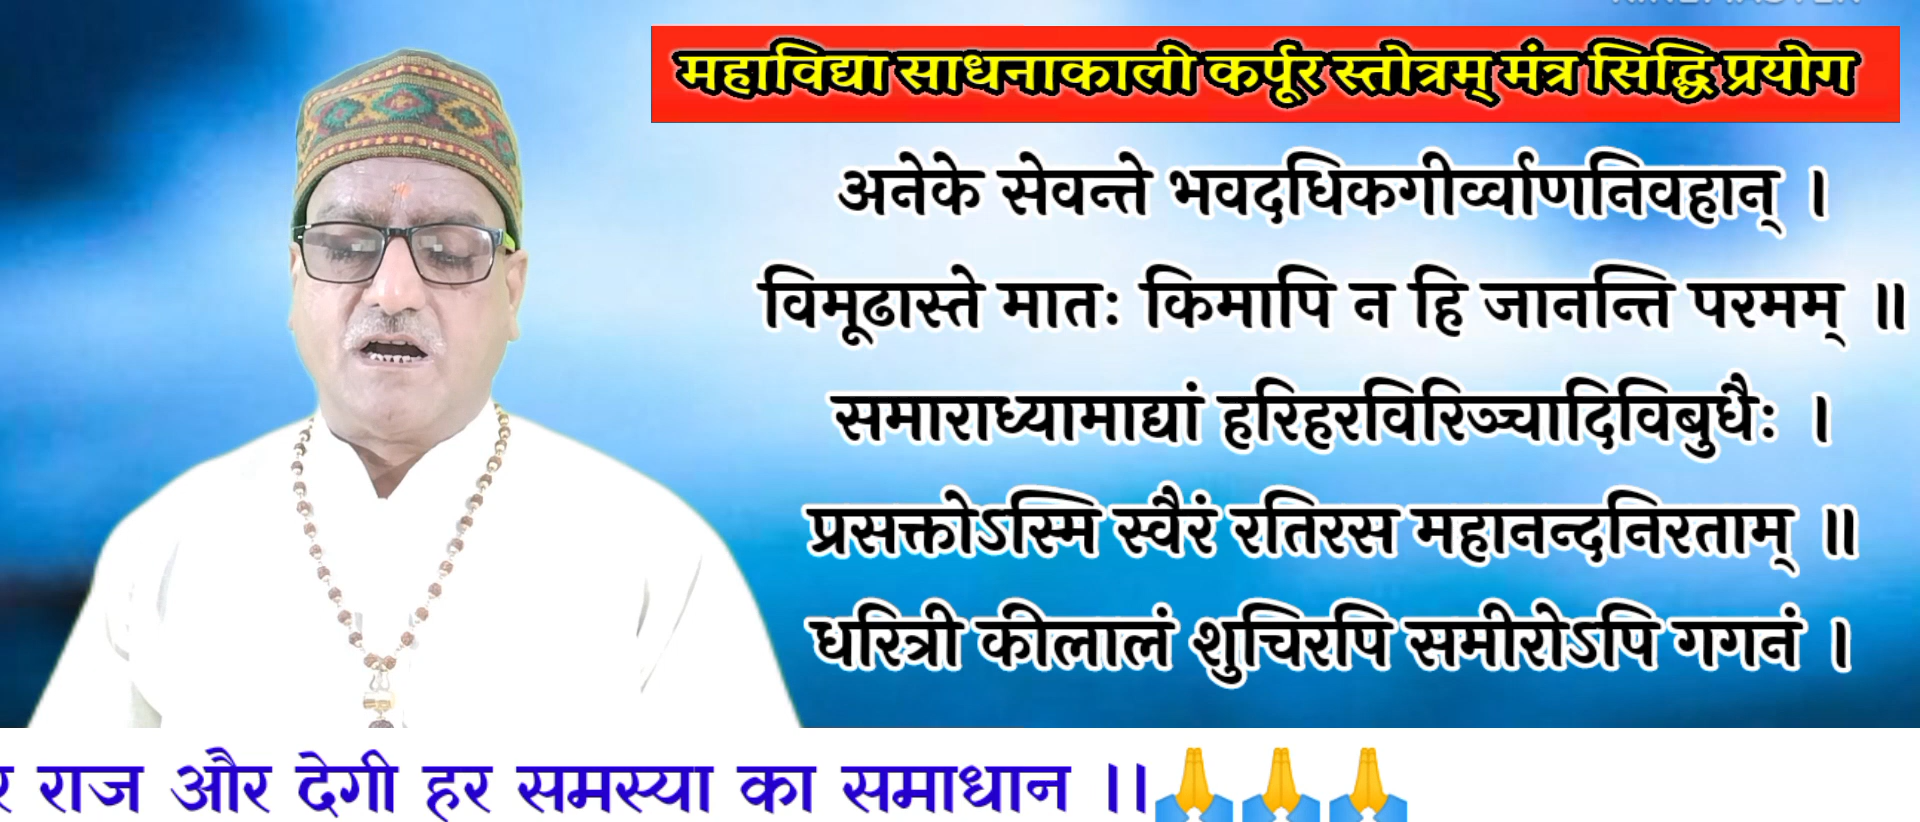 महाविद्या साधनाकाली कर्पूर स्तोत्रम् मंत्र सिद्धि प्रयोग
अनेके सेवन्ते भवदधिकगीर्व्वाणनिवहान् ।
विमूढास्ते मातः किमापि न हि जानन्ति परमम् ॥
समाराध्यामाद्यां हरिहरविरिञ्चादिविबुधैः ।
प्रसक्तोऽस्मि स्वैरं रतिरस महानन्दनिरताम् ॥
धरित्री कीलालं शुचिरपि समीरोऽपि गगनं ।
राज और देगी हर समस्या का समाधान ।।🙏🙏🙏